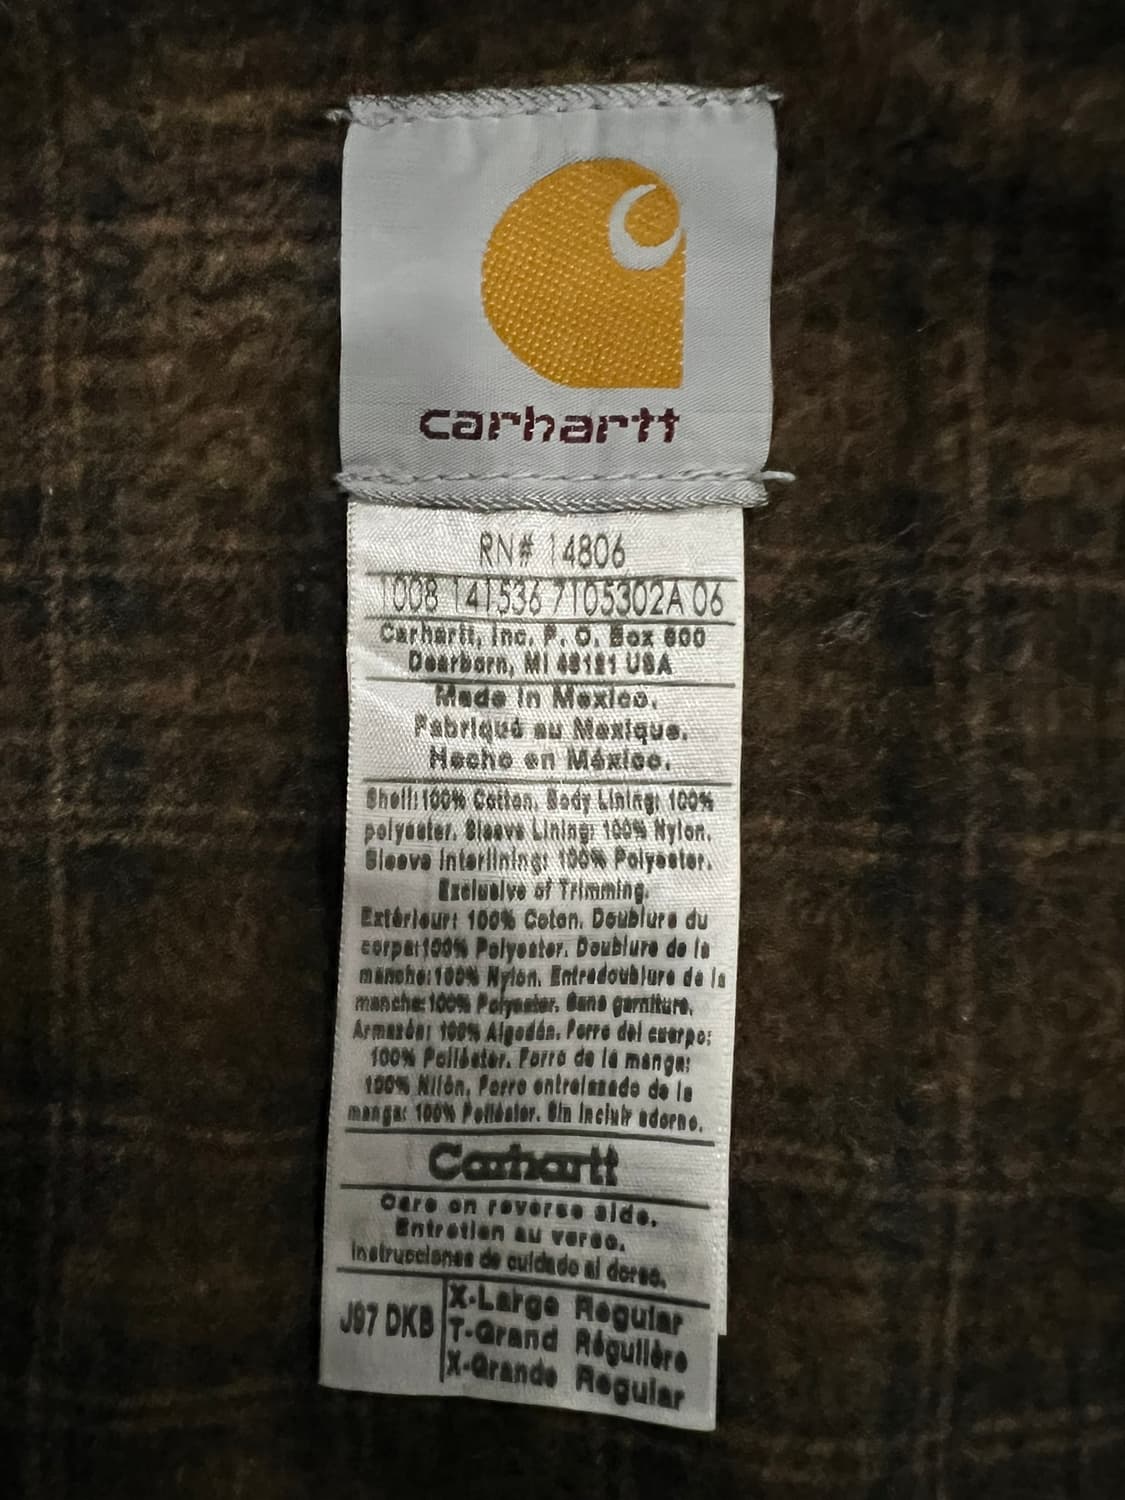 carhartt
RN# 14806
1008 141536 7105302A 06
Carhartt, Inc. P. O. Box 600
Dearborn, MI 48121 USA
Made in Mexico.
Fabriqué au Mexique.
Hecho en México.
Shell: 100% Cotton. Body Lining: 100%
polyester. Sleeve Lining: 100% Nylon.
Sleeve Interlining: 100% Polyester.
Exclusive of Trimming.
Extérieur: 100% Coton. Doublure du
corps:100% Polyester. Doublure de la
manche:100% Nylon. Entredoublure de la
manche:100% Polyester. Sans garniture.
Armazón: 100% Algodón. Forro del cuerpo:
100% Poliéster. Forro de la manga:
100% Nilón. Forro entrelazado de la
manga: 100% Poliéster. Sin incluir adorno.
Carhartt
Care on reverse side.
Entretien au verso.
Instrucciones de cuidado al dorso.
J97 DKB
X-Large Regular
T-Grand Régulière
X-Grande Regular